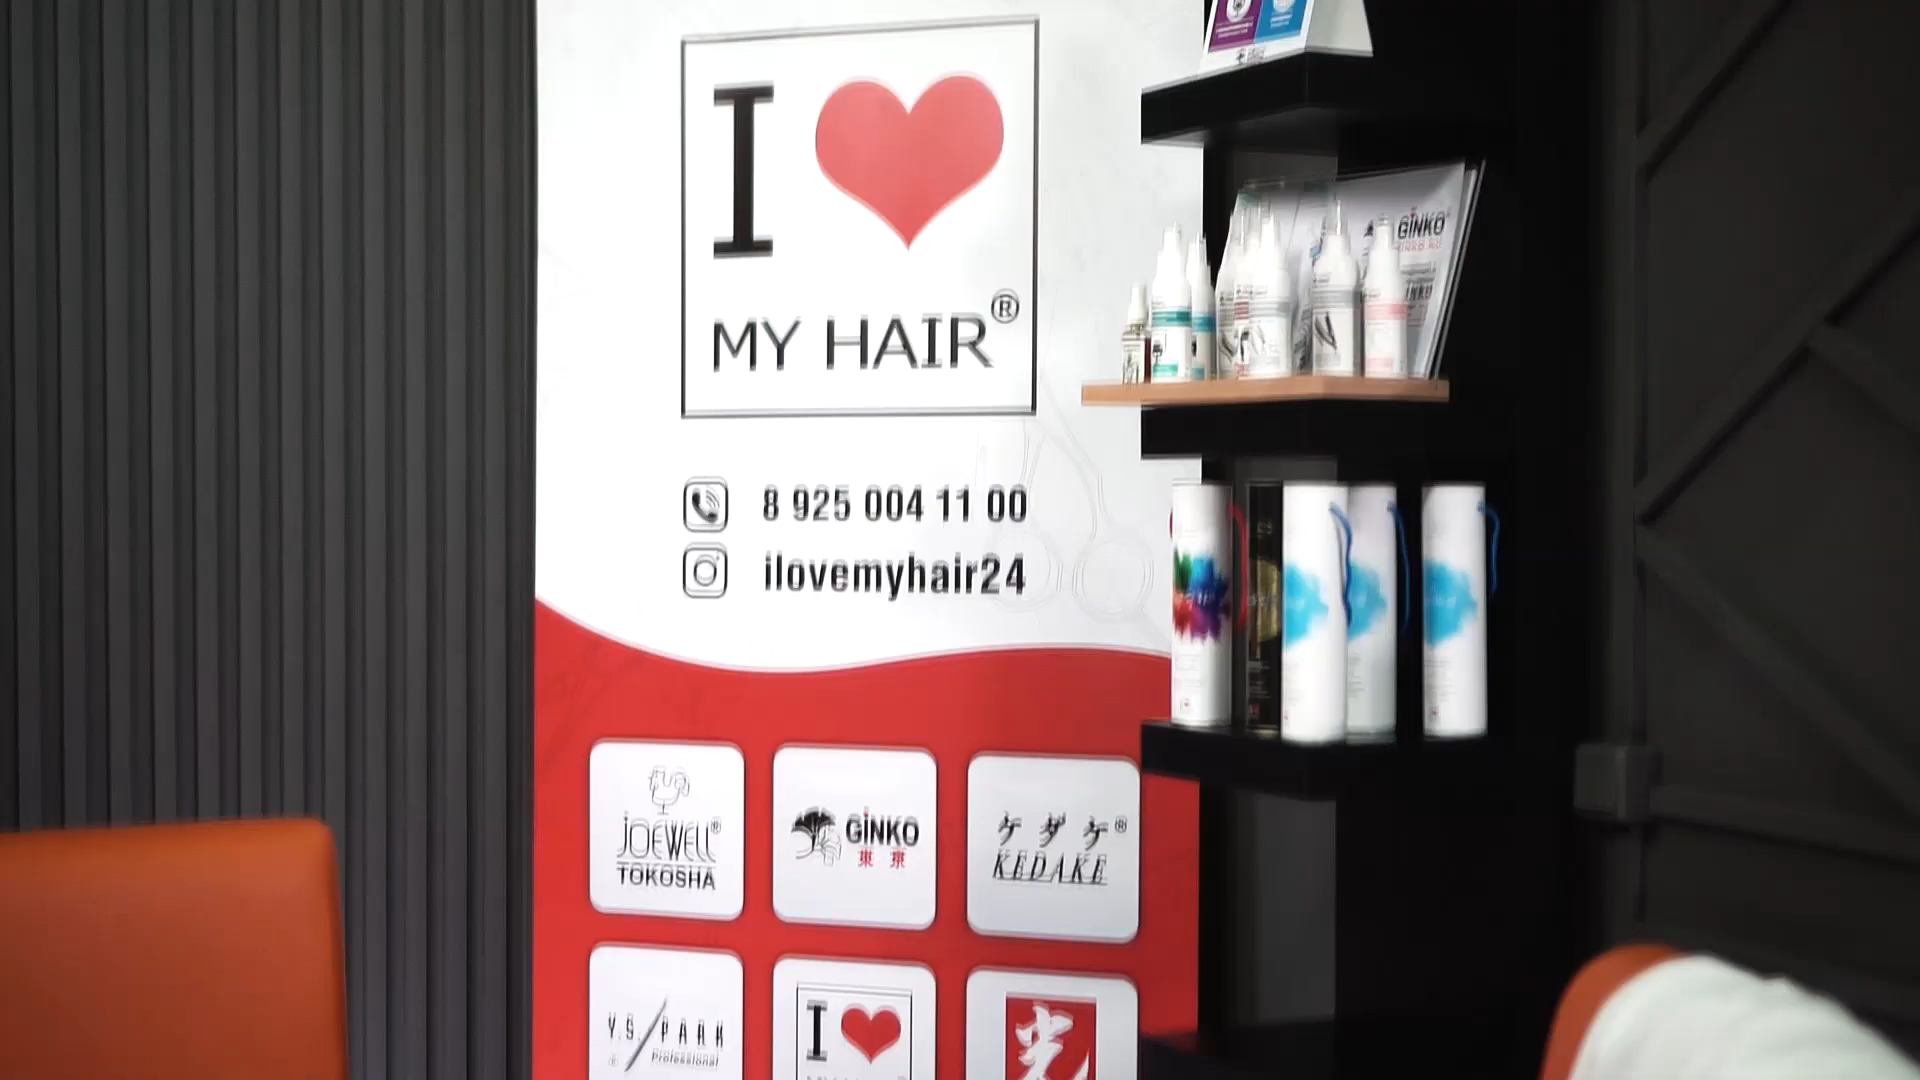 I
MY HAIR®
8 925 004 11 00
ilovemyhair24
JOEWELL®
TOKOSHA
GINKO
東京
ケダケ®
KEDAKE
Y.S./PARK
Professional
I
光
GINKO